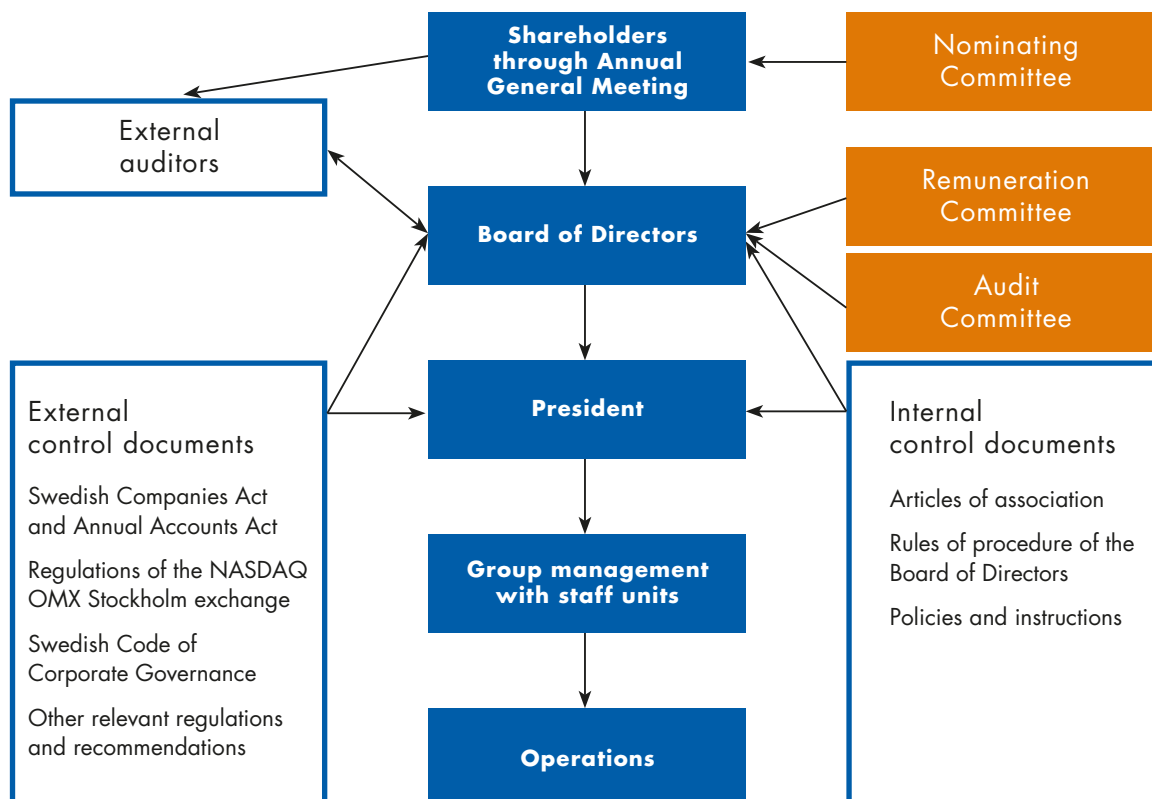 Shareholders
through Annual
General Meeting
Nominating
Committee
External
auditors
Remuneration
Committee
Board of Directors
Audit
Committee
External
control documents
Swedish Companies Act
and Annual Accounts Act
Regulations of the NASDAQ
OMX Stockholm exchange
Swedish Code of
Corporate Governance
Other relevant regulations
and recommendations
President
Group management
with staff units
Operations
Internal
control documents
Articles of association
Rules of procedure of the
Board of Directors
Policies and instructions